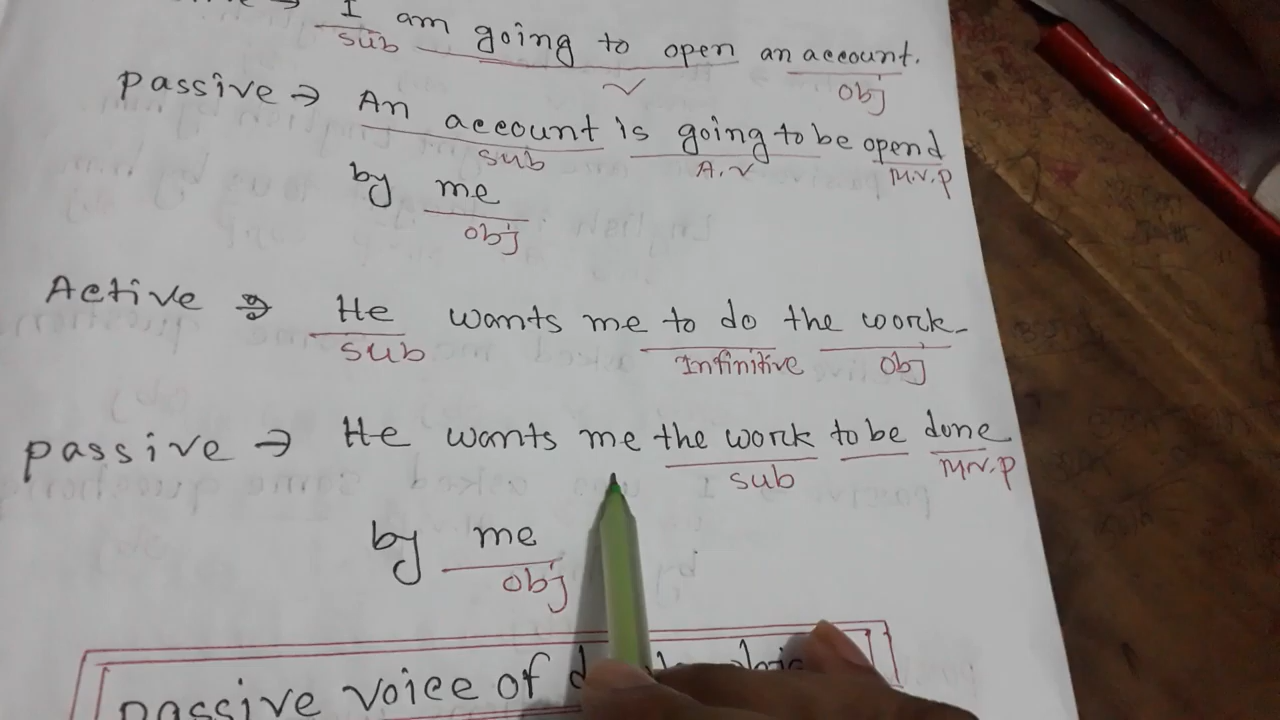 I am going to open an account.
sub v obj
passive → An account is going to be opend
sub A.V M.V.P
by me
obj
Active → He wants me to do the work.
sub Infinitive obj
passive → He wants me the work to be done
sub M.V.P
by me
obj
passive voice of